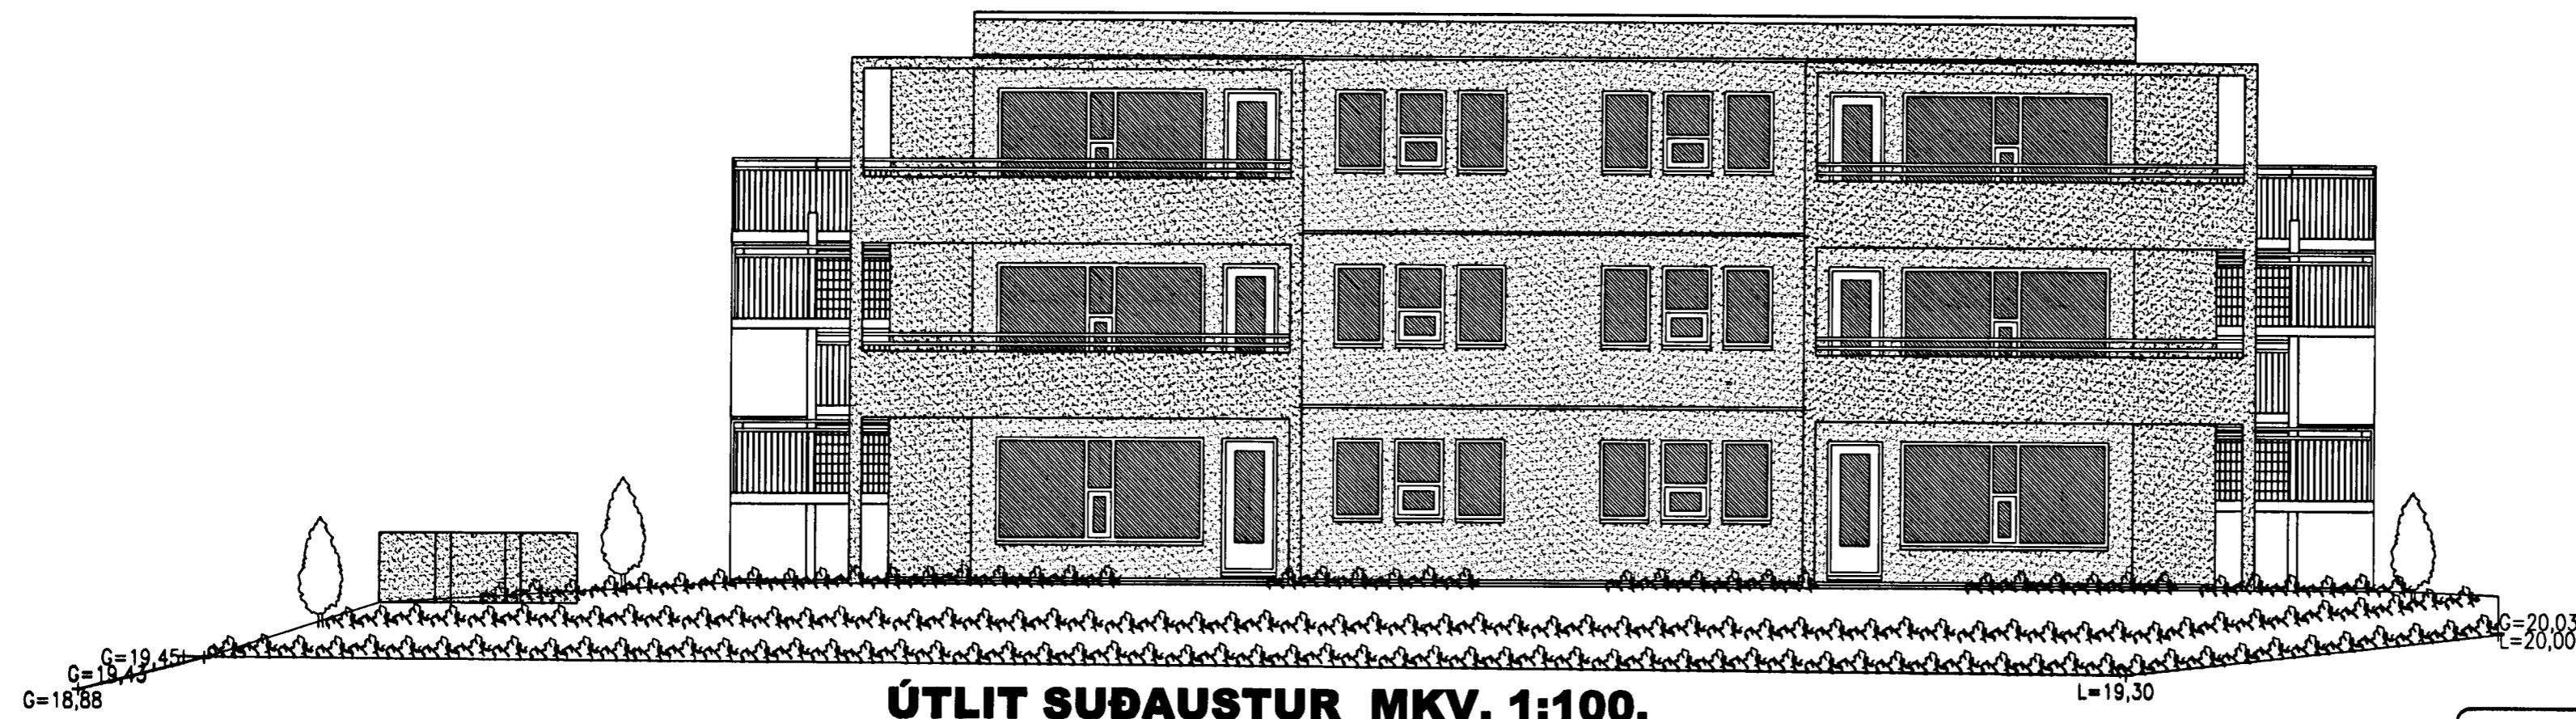 G=19,45
G=19,43
G=18,88
G=20,03
L=20,00
L=19,30
ÚTLIT SUÐAUSTUR MKV. 1:100.